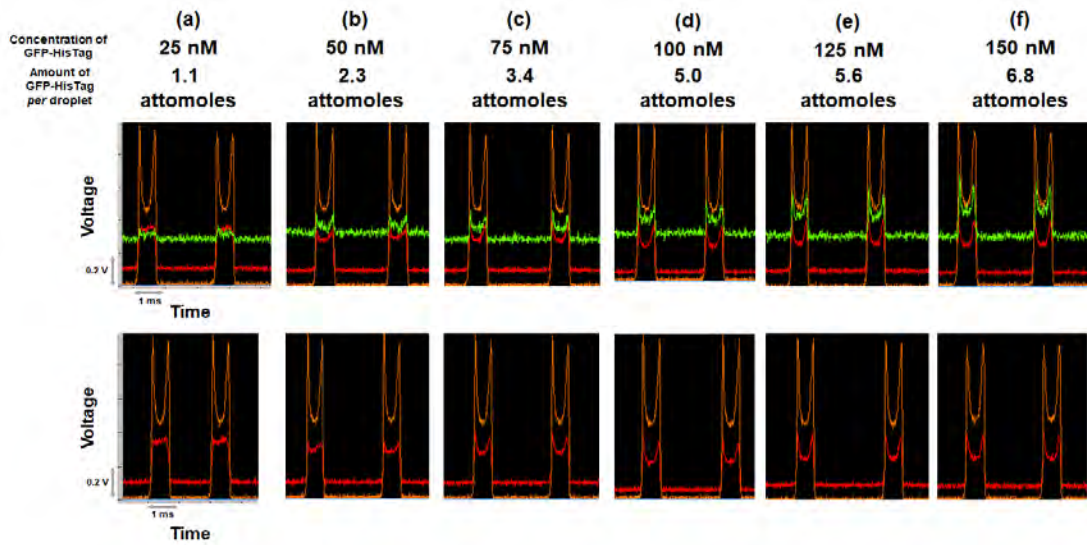 (a) (b) (c) (d) (e) (f)
Concentration of
GFP-HisTag
25 nM 50 nM 75 nM 100 nM 125 nM 150 nM
Amount of
GFP-HisTag
per droplet
1.1 2.3 3.4 5.0 5.6 6.8
attomoles attomoles attomoles attomoles attomoles attomoles
Voltage
0.2 V
1 ms
Time
Voltage
0.2 V
1 ms
Time